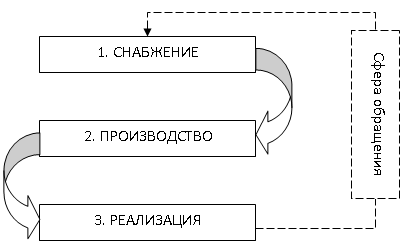 1. СНАБЖЕНИЕ
2. ПРОИЗВОДСТВО
3. РЕАЛИЗАЦИЯ
Сфера обращения